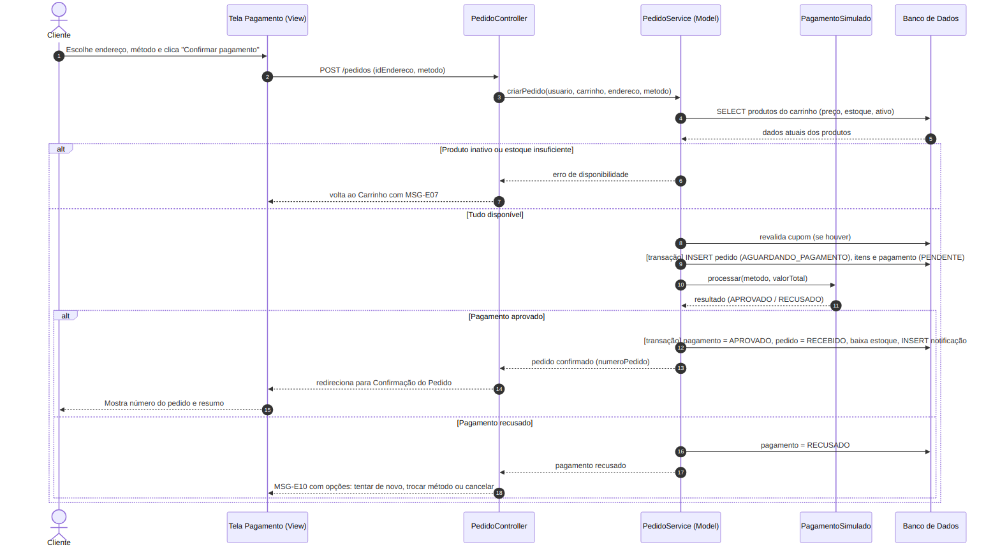 Cliente
Tela Pagamento (View)
PedidoController
PedidoService (Model)
PagamentoSimulado
Banco de Dados
1
Escolhe endereço, método e clica "Confirmar pagamento"
2
POST /pedidos (idEndereco, metodo)
3
criarPedido(usuario, carrinho, endereco, metodo)
4
SELECT produtos do carrinho (preço, estoque, ativo)
dados atuais dos produtos
5
alt
[Produto inativo ou estoque insuficiente]
erro de disponibilidade
6
volta ao Carrinho com MSG-E07
7
[Tudo disponível]
8
revalida cupom (se houver)
9
[transação] INSERT pedido (AGUARDANDO_PAGAMENTO), itens e pagamento (PENDENTE)
10
processar(metodo, valorTotal)
resultado (APROVADO / RECUSADO)
11
alt
[Pagamento aprovado]
12
[transação] pagamento = APROVADO, pedido = RECEBIDO, baixa estoque, INSERT notificação
pedido confirmado (numeroPedido)
13
redireciona para Confirmação do Pedido
14
Mostra número do pedido e resumo
15
[Pagamento recusado]
16
pagamento = RECUSADO
pagamento recusado
17
MSG-E10 com opções: tentar de novo, trocar método ou cancelar
18
Cliente
Tela Pagamento (View)
PedidoController
PedidoService (Model)
PagamentoSimulado
Banco de Dados